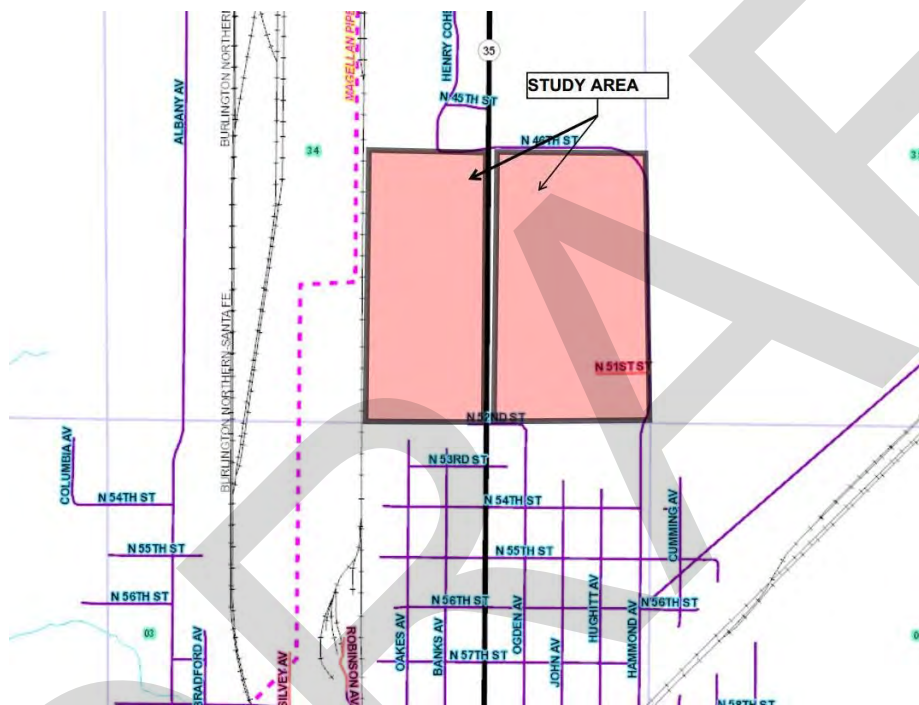 BURLINGTON NORTHERN
MAGELLAN PIPE
HENRY COH
35
ALBANY AV
STUDY AREA
N 45TH ST
N 46TH ST
34
BURLINGTON NORTHERN-SANTA FE
N 51ST ST
N 52ND ST
COLUMBIA AV
N 53RD ST
N 54TH ST
N 54TH ST
CUMMING AV
N 55TH ST
N 55TH ST
N 56TH ST
N 56TH ST
N 56TH ST
03
OAKES AV
BANKS AV
OGDEN AV
JOHN AV
HUGHITT AV
HAMMOND AV
BRADFORD AV
SILVEY AV
ROBINSON AV
N 57TH ST
N 58TH ST